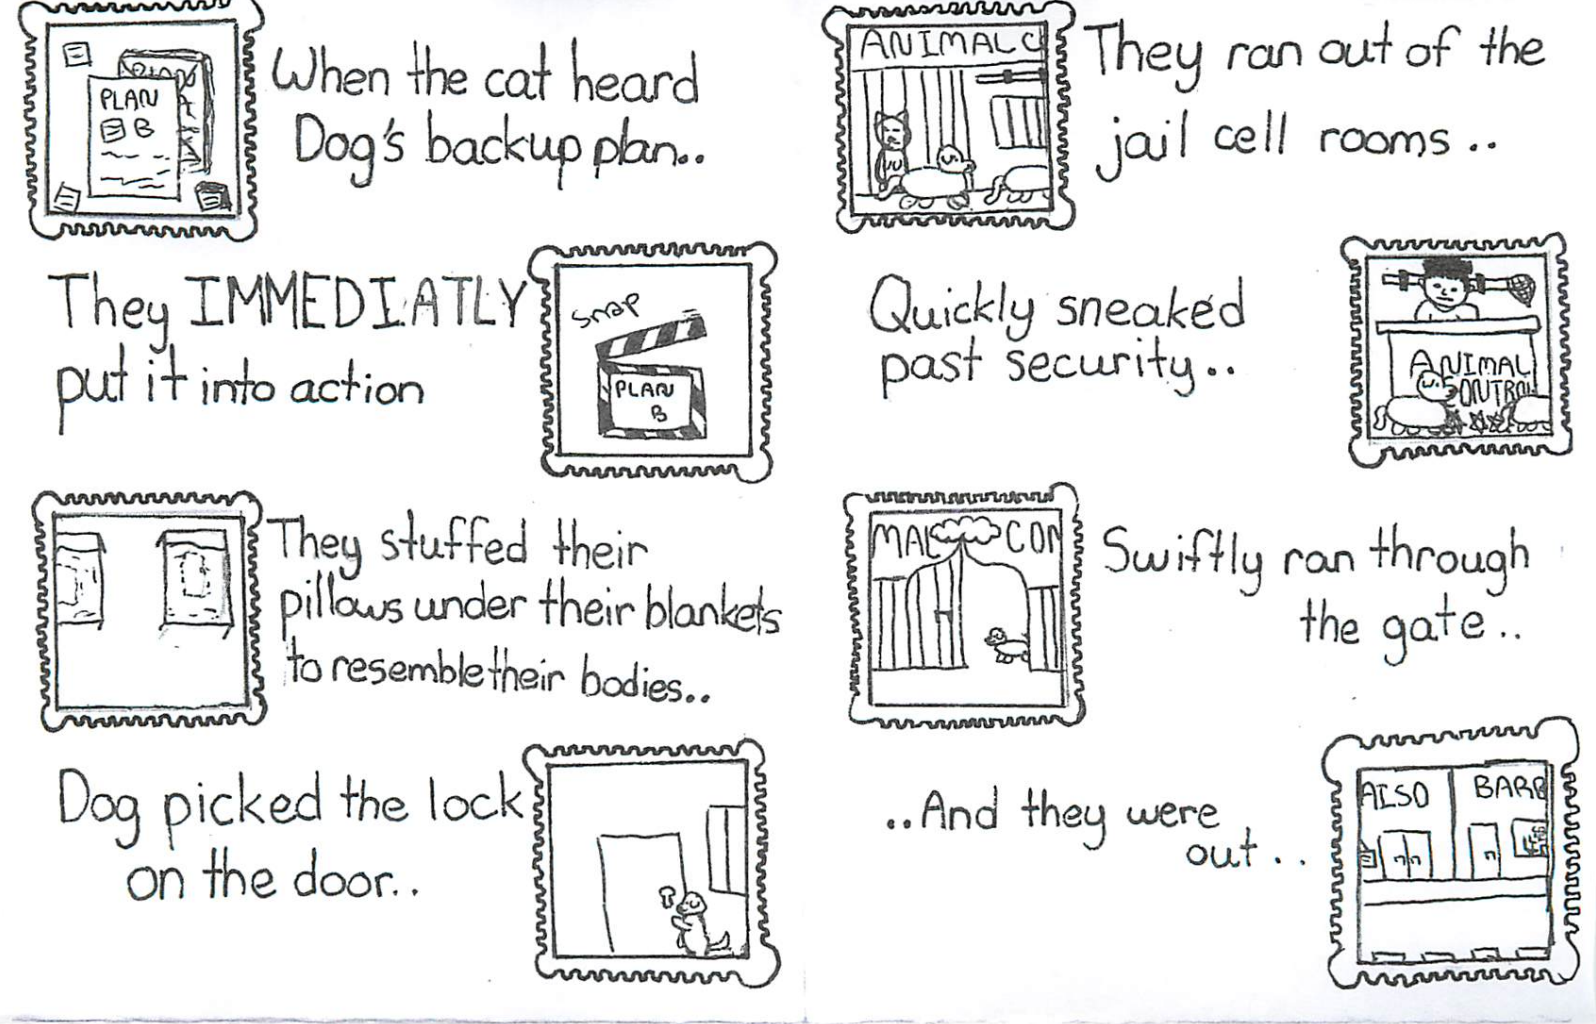 PLAN
PLAN
B
When the cat heard
Dog's backup plan..
They IMMEDIATLY
put it into action
SNAP
PLAN
B
They stuffed their
pillows under their blankets
to resemble their bodies..
Dog picked the lock
on the door..
ANIMAL C
They ran out of the
jail cell rooms..
Quickly sneaked
past security..
ANIMAL
CONTROL
MAL CON
Swiftly ran through
the gate..
..And they were
out..
AISO BARB